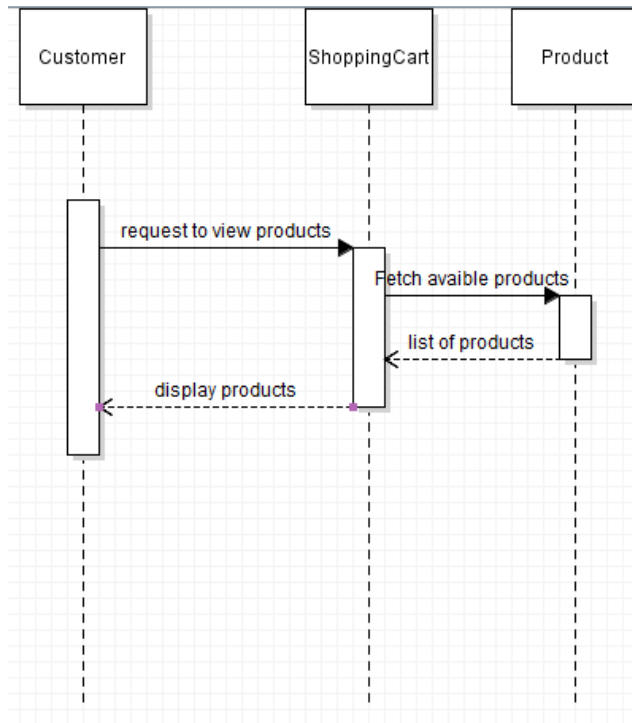 Customer
ShoppingCart
Product
request to view products
Fetch avaible products
list of products
display products